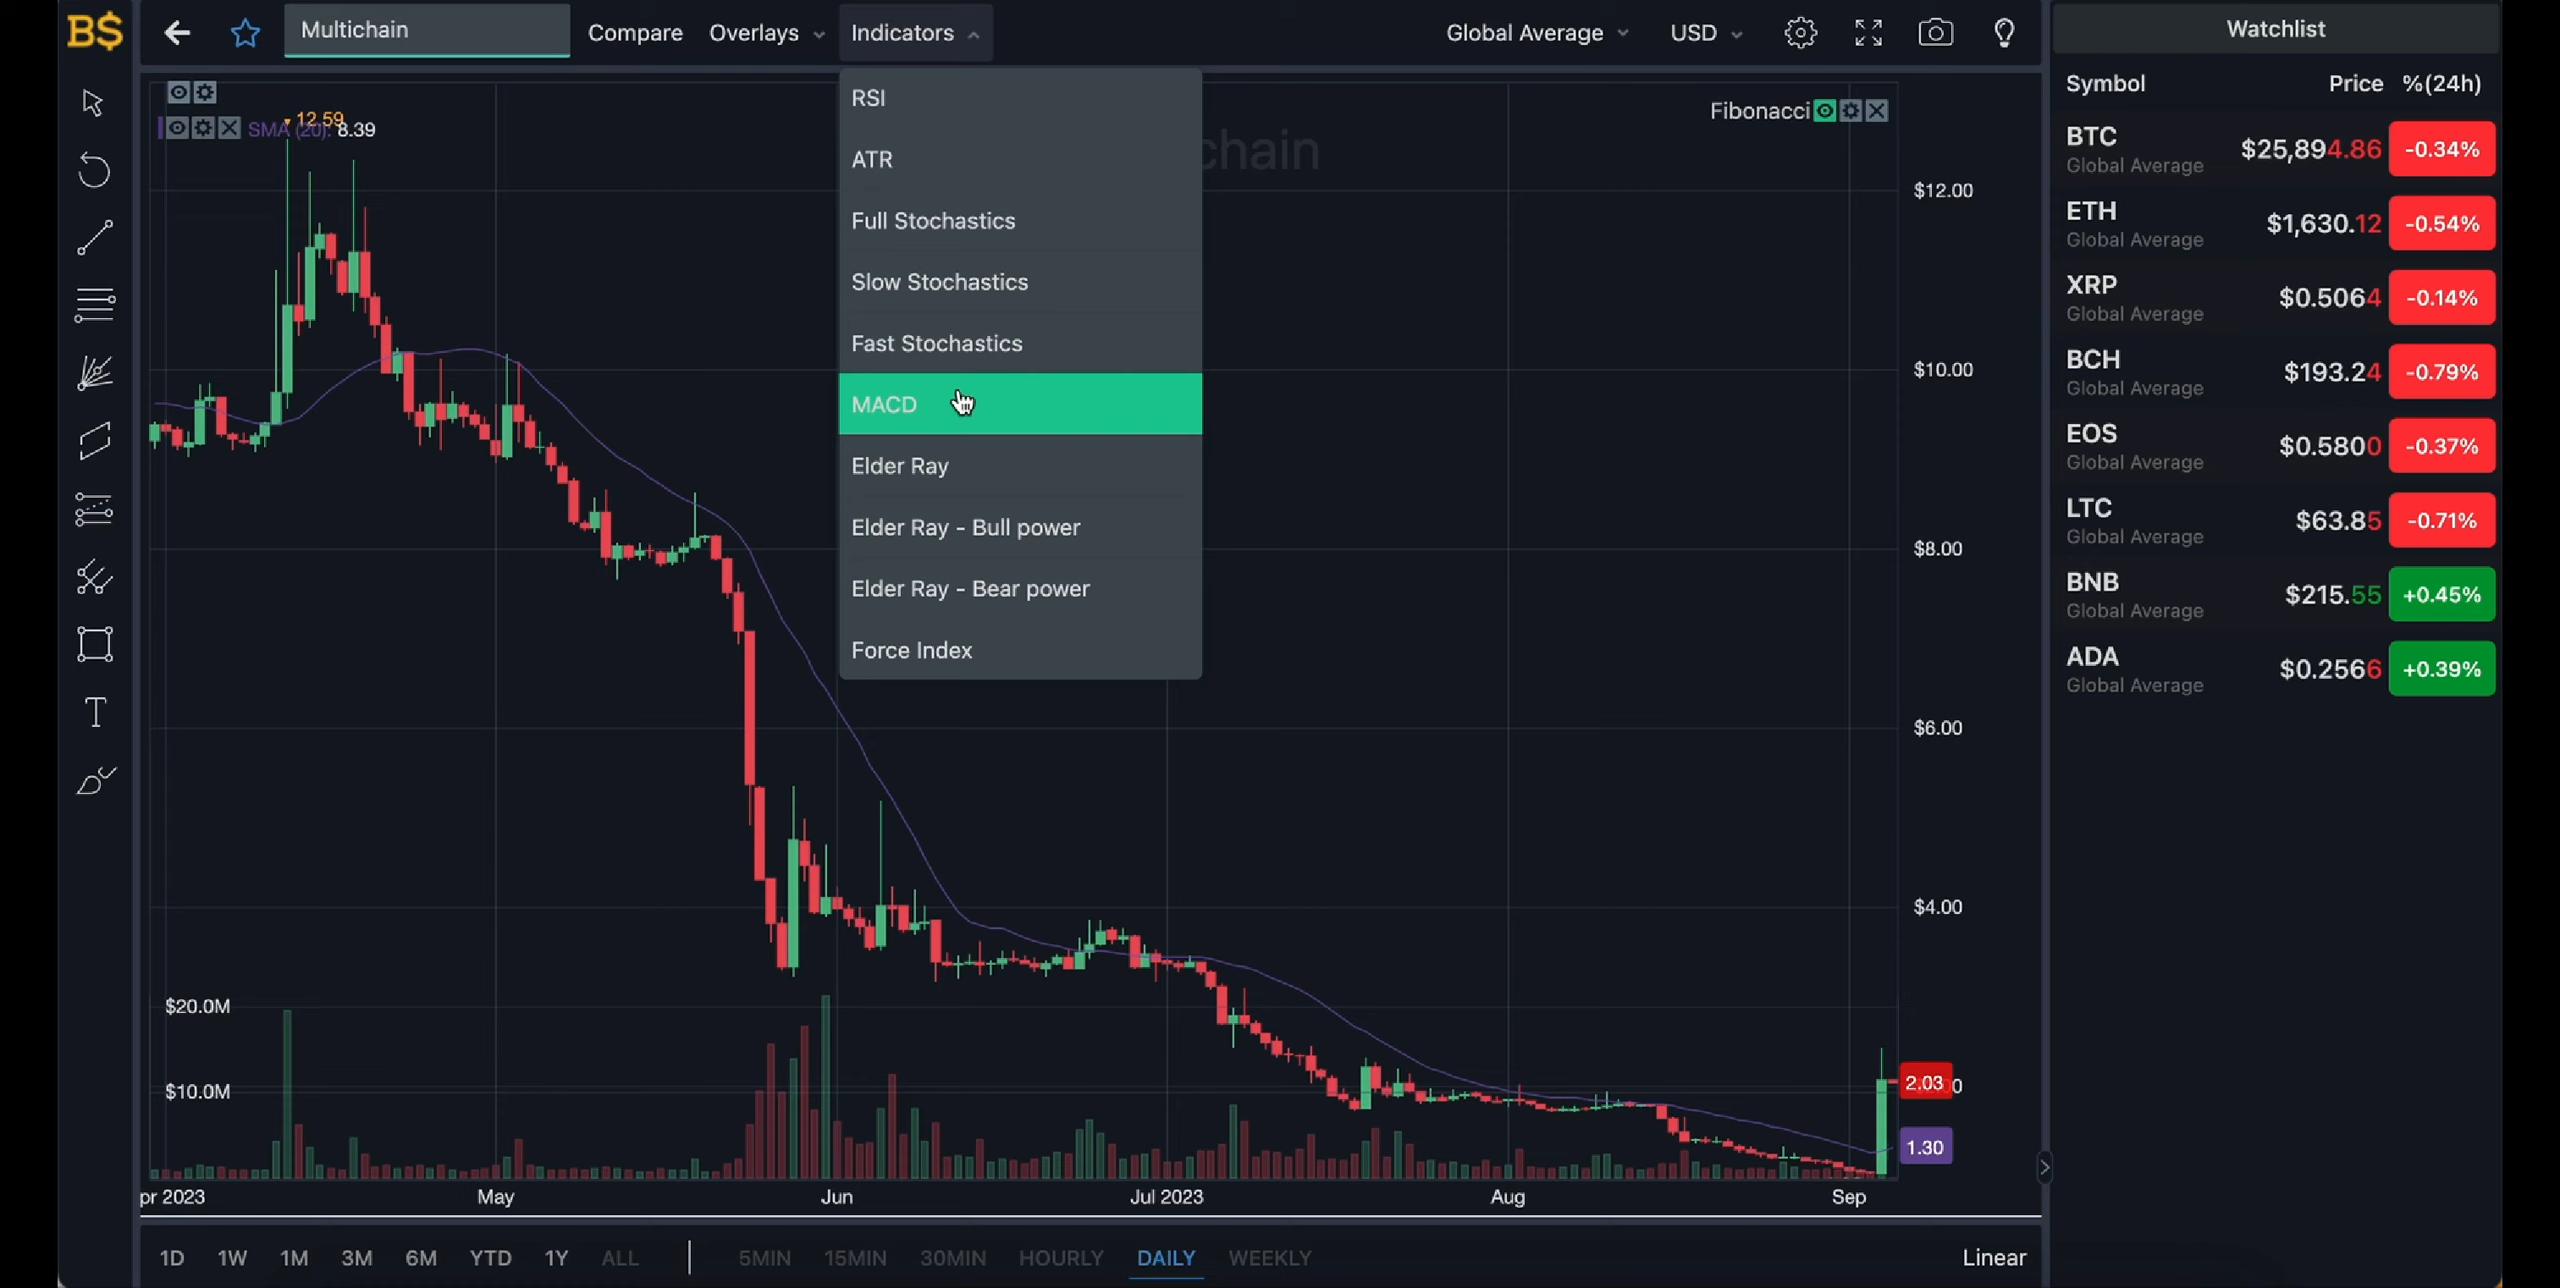 B$
Multichain
Compare
Overlays
Indicators
Global Average
USD
RSI
ATR
Full Stochastics
Slow Stochastics
Fast Stochastics
MACD
Elder Ray
Elder Ray - Bull power
Elder Ray - Bear power
Force Index
12.59
SMA (20): 8.39
chain
Fibonacci
$12.00
$10.00
$8.00
$6.00
$4.00
2.03 0
1.30
$20.0M
$10.0M
pr 2023
May
Jun
Jul 2023
Aug
Sep
1D
1W
1M
3M
6M
YTD
1Y
ALL
5MIN
15MIN
30MIN
HOURLY
DAILY
WEEKLY
Linear
Watchlist
Symbol Price %(24h)
BTC $25,894.86 -0.34%
Global Average
ETH $1,630.12 -0.54%
Global Average
XRP $0.5064 -0.14%
Global Average
BCH $193.24 -0.79%
Global Average
EOS $0.5800 -0.37%
Global Average
LTC $63.85 -0.71%
Global Average
BNB $215.55 +0.45%
Global Average
ADA $0.2566 +0.39%
Global Average
T